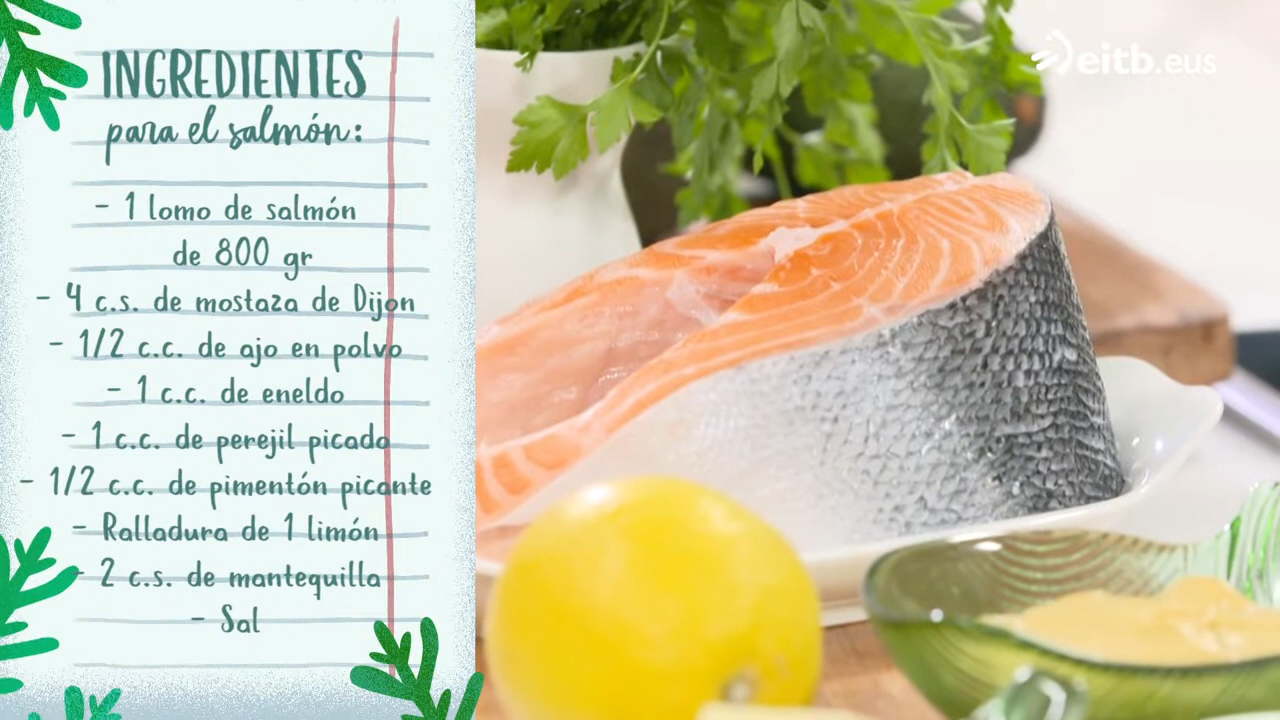 INGREDIENTES
para el salmón:
- 1 lomo de salmón
de 800 gr
- 4 c.s. de mostaza de Dijon
- 1/2 c.c. de ajo en polvo
- 1 c.c. de eneldo
- 1 c.c. de perejil picado
- 1/2 c.c. de pimentón picante
- Ralladura de 1 limón
- 2 c.s. de mantequilla
- Sal
eitb.eus